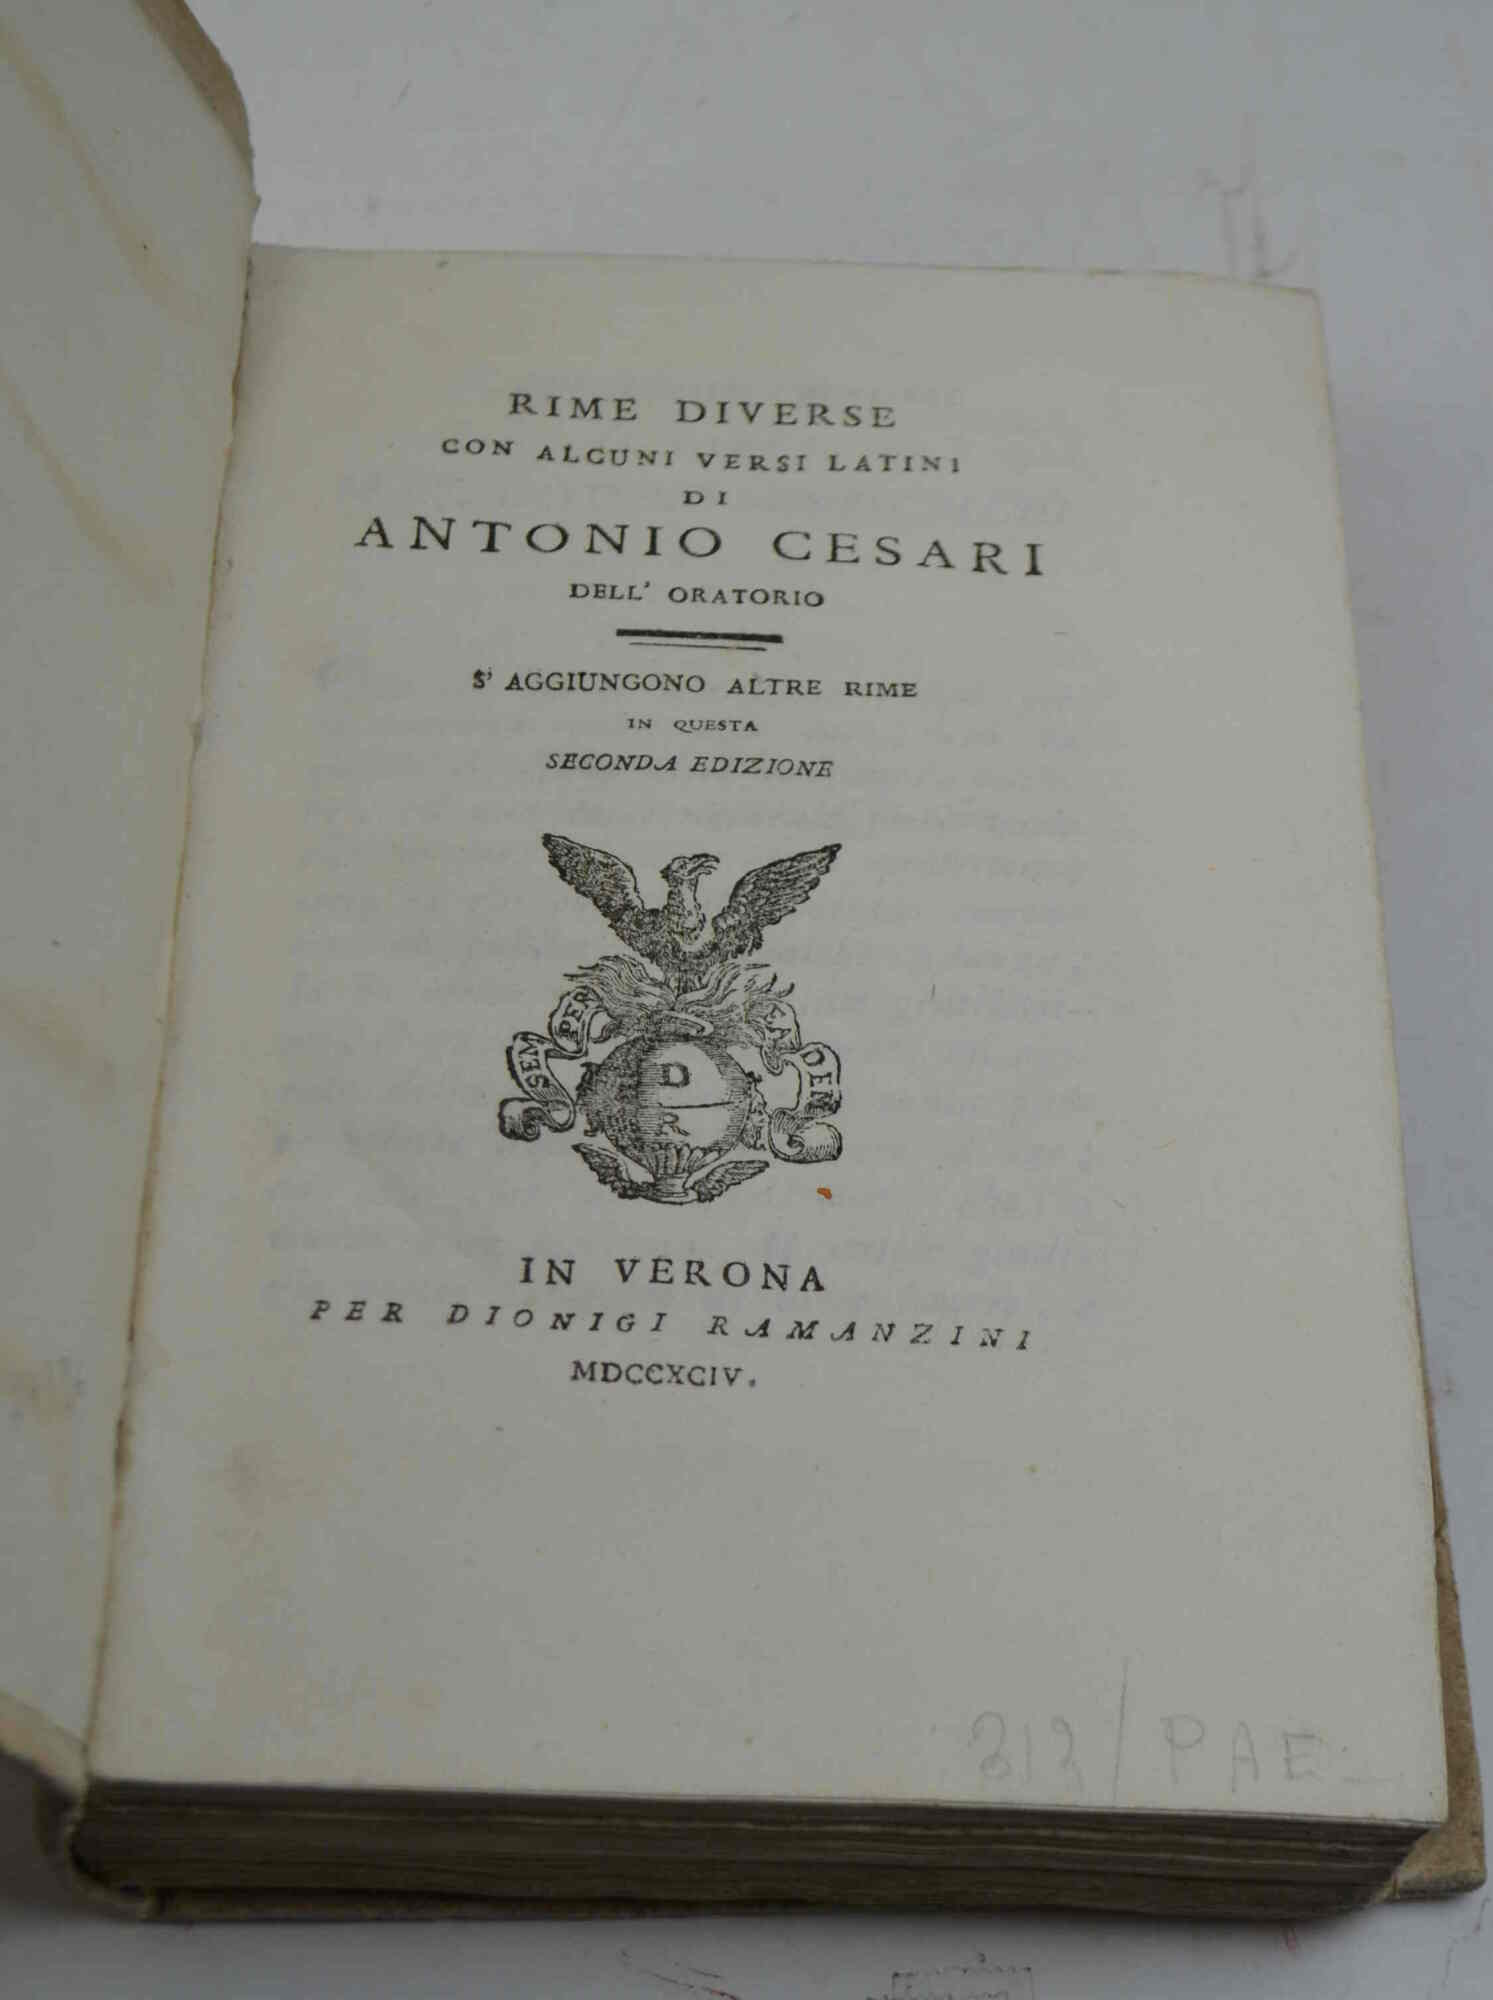 RIME DIVERSE
CON ALCUNI VERSI LATINI
DI
ANTONIO CESARI
DELL' ORATORIO
S' AGGIUNGONO ALTRE RIME
IN QUESTA
SECONDA EDIZIONE
SEMPER EADEM
D
R
IN VERONA
PER DIONIGI RAMANZINI
MDCCXCIV.
/ PAE